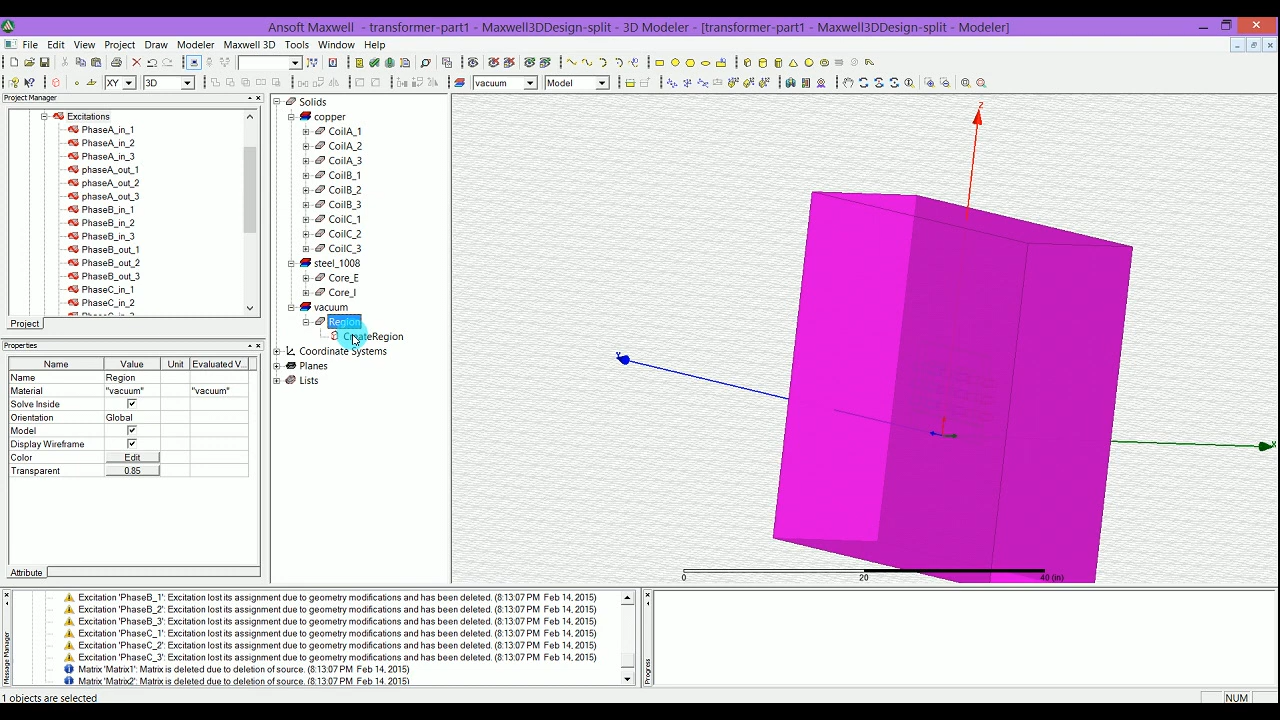 Ansoft Maxwell - transformer-part1 - Maxwell3DDesign-split - 3D Modeler - [transformer-part1 - Maxwell3DDesign-split - Modeler]
File Edit View Project Draw Modeler Maxwell 3D Tools Window Help
XY 3D vacuum Model
Project Manager
Excitations
PhaseA_in_1
PhaseA_in_2
PhaseA_in_3
phaseA_out_1
phaseA_out_2
phaseA_out_3
PhaseB_in_1
PhaseB_in_2
PhaseB_in_3
PhaseB_out_1
PhaseB_out_2
PhaseB_out_3
PhaseC_in_1
PhaseC_in_2
Project
Properties
Name Value Unit Evaluated V...
Name Region
Material "vacuum" "vacuum"
Solve Inside
Orientation Global
Model
Display Wireframe
Color Edit
Transparent 0.85
Attribute
Solids
copper
CoilA_1
CoilA_2
CoilA_3
CoilB_1
CoilB_2
CoilB_3
CoilC_1
CoilC_2
CoilC_3
steel_1008
Core_E
Core_I
vacuum
Region
CreateRegion
Coordinate Systems
Planes
Lists
Z
0 20 40 (in)
Excitation 'PhaseB_1': Excitation lost its assignment due to geometry modifications and has been deleted. (8:13:07 PM Feb 14, 2015)
Excitation 'PhaseB_2': Excitation lost its assignment due to geometry modifications and has been deleted. (8:13:07 PM Feb 14, 2015)
Excitation 'PhaseB_3': Excitation lost its assignment due to geometry modifications and has been deleted. (8:13:07 PM Feb 14, 2015)
Excitation 'PhaseC_1': Excitation lost its assignment due to geometry modifications and has been deleted. (8:13:07 PM Feb 14, 2015)
Excitation 'PhaseC_2': Excitation lost its assignment due to geometry modifications and has been deleted. (8:13:07 PM Feb 14, 2015)
Excitation 'PhaseC_3': Excitation lost its assignment due to geometry modifications and has been deleted. (8:13:07 PM Feb 14, 2015)
Matrix 'Matrix1': Matrix is deleted due to deletion of source. (8:13:07 PM Feb 14, 2015)
Matrix 'Matrix2': Matrix is deleted due to deletion of source. (8:13:07 PM Feb 14, 2015)
Message Manager
Progress
1 objects are selected
NUM